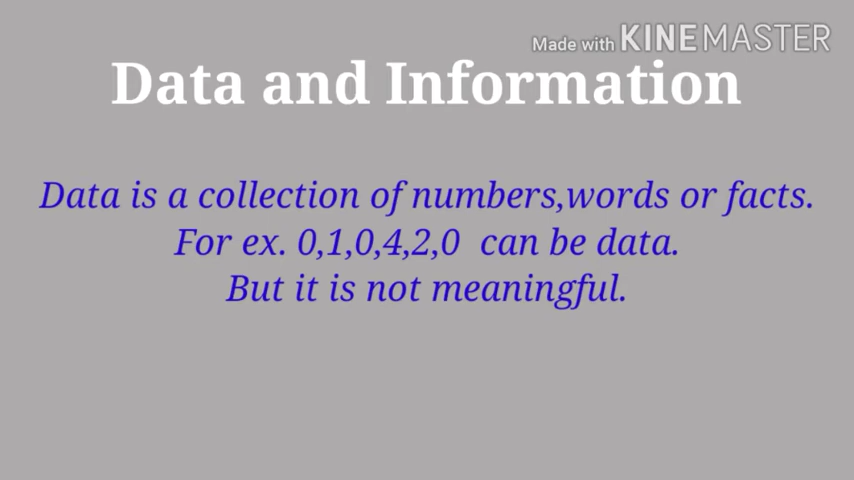 Made with KINEMASTER
Data and Information
Data is a collection of numbers,words or facts.
For ex. 0,1,0,4,2,0 can be data.
But it is not meaningful.